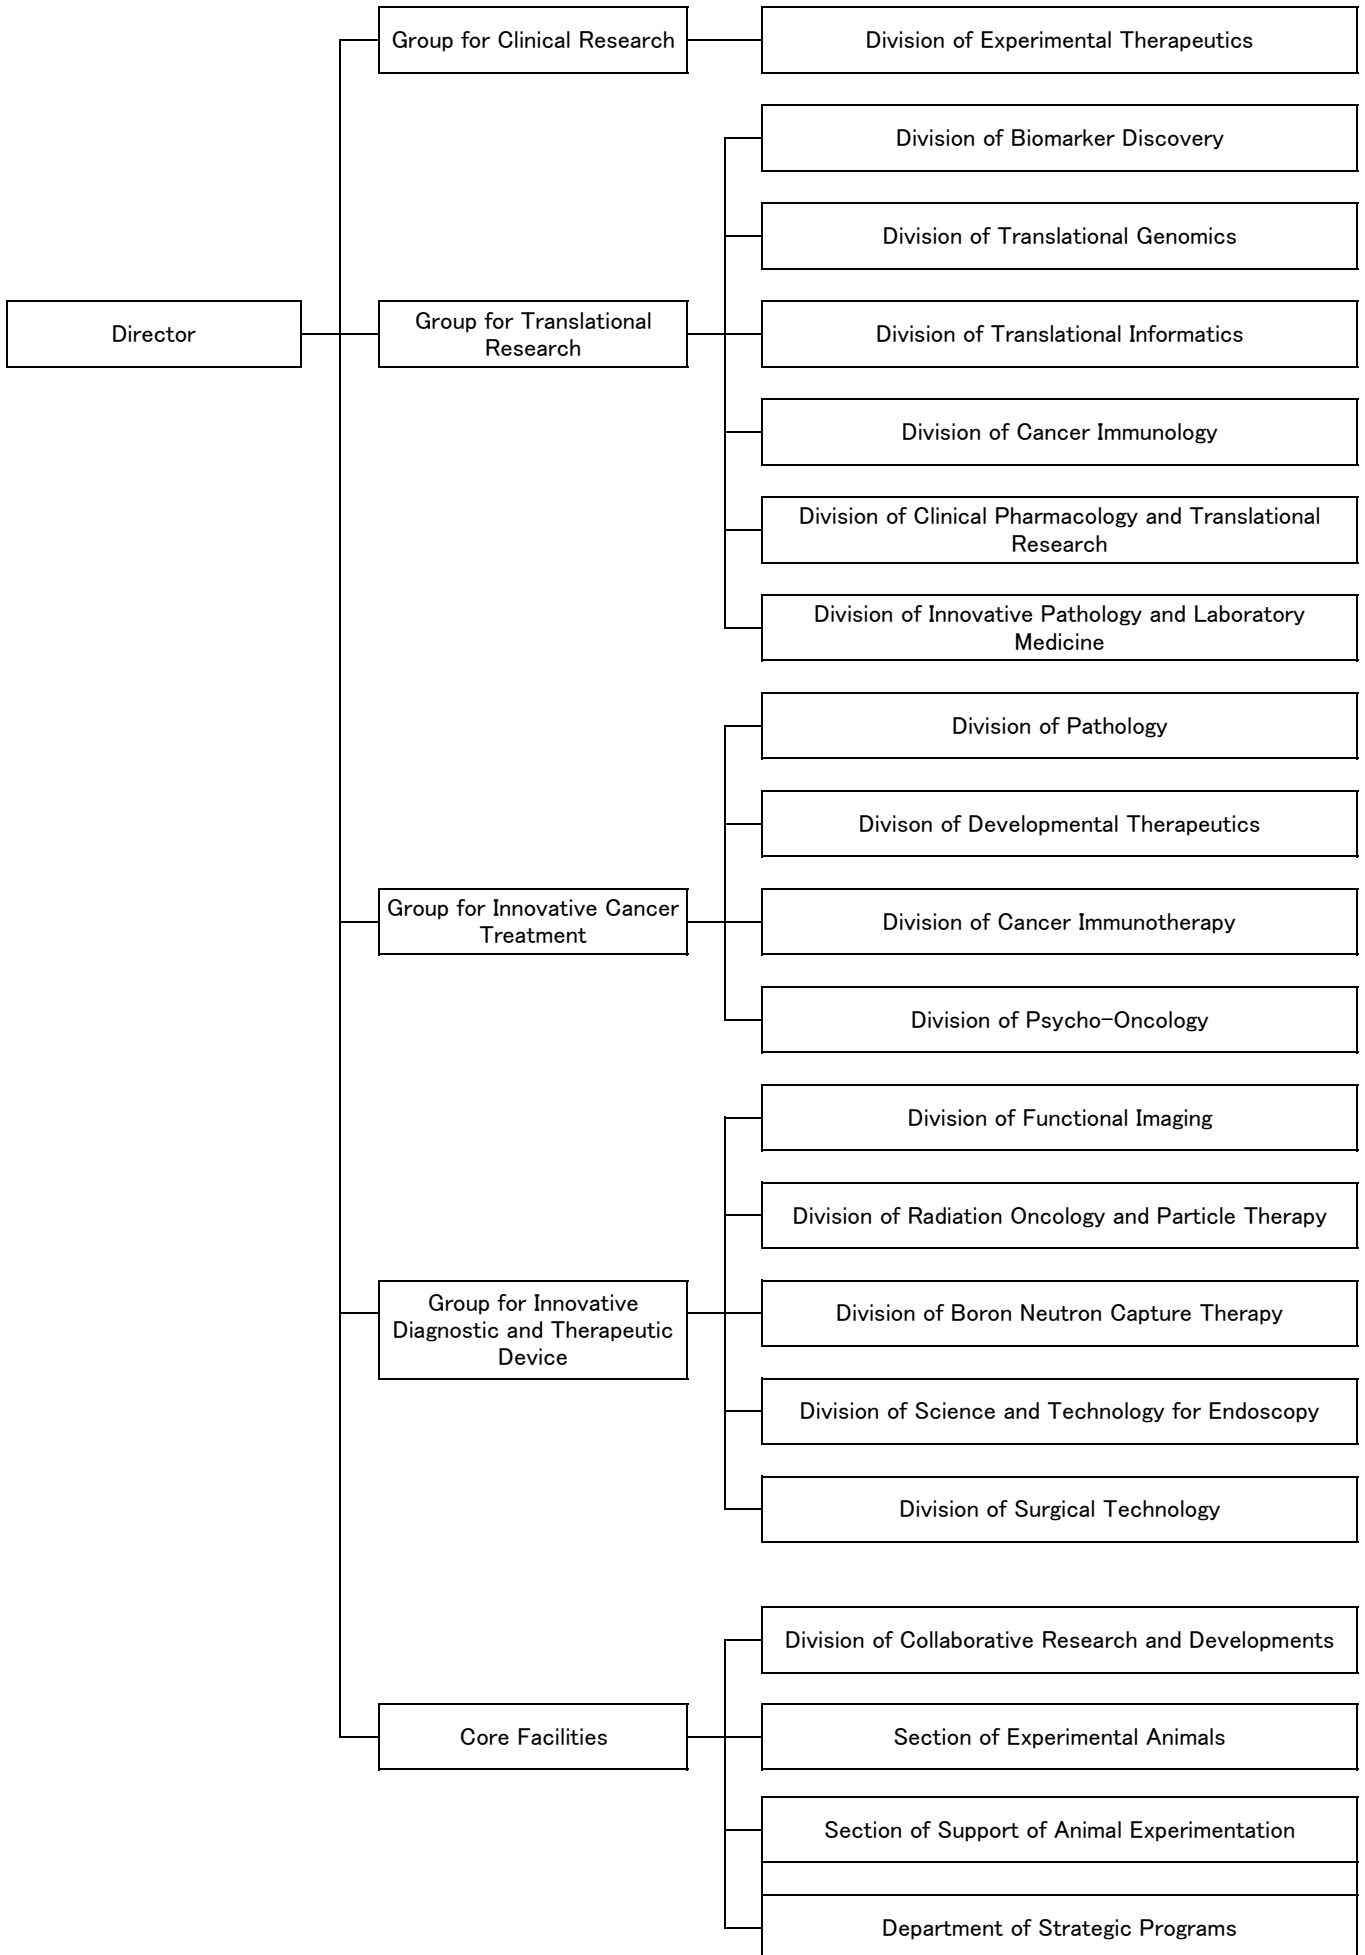 Group for Clinical Research
Division of Experimental Therapeutics
Division of Biomarker Discovery
Division of Translational Genomics
Director
Group for Translational
Research
Division of Translational Informatics
Division of Cancer Immunology
Division of Clinical Pharmacology and Translational
Research
Division of Innovative Pathology and Laboratory
Medicine
Division of Pathology
Divison of Developmental Therapeutics
Group for Innovative Cancer
Treatment
Division of Cancer Immunotherapy
Division of Psycho-Oncology
Division of Functional Imaging
Division of Radiation Oncology and Particle Therapy
Group for Innovative
Diagnostic and Therapeutic
Device
Division of Boron Neutron Capture Therapy
Division of Science and Technology for Endoscopy
Division of Surgical Technology
Division of Collaborative Research and Developments
Core Facilities
Section of Experimental Animals
Section of Support of Animal Experimentation
Department of Strategic Programs